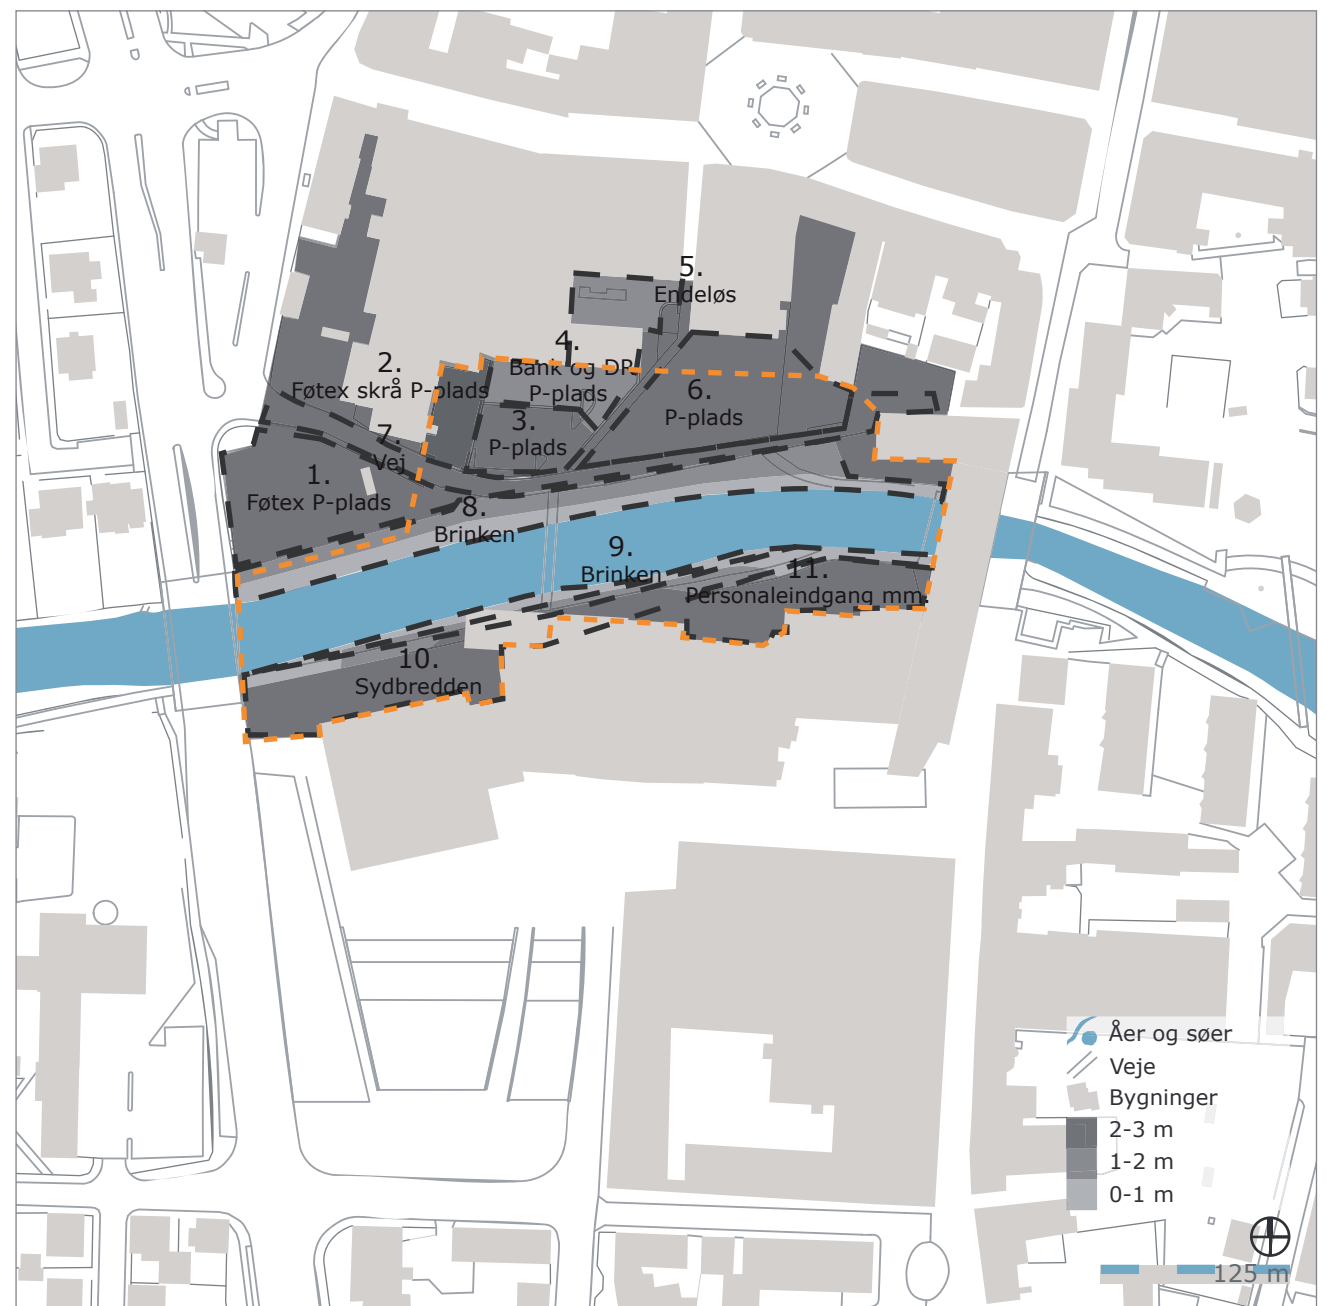 5.
Endeløs
4.
Bank og DR
P-plads
2.
Føtex skrå P-plads
6.
P-plads
3.
P-plads
7.
Vej
1.
Føtex P-plads
8.
Brinken
9.
Brinken
11.
Personaleindgang mm.
10.
Sydbredden
Åer og søer
Veje
Bygninger
2-3 m
1-2 m
0-1 m
125 m